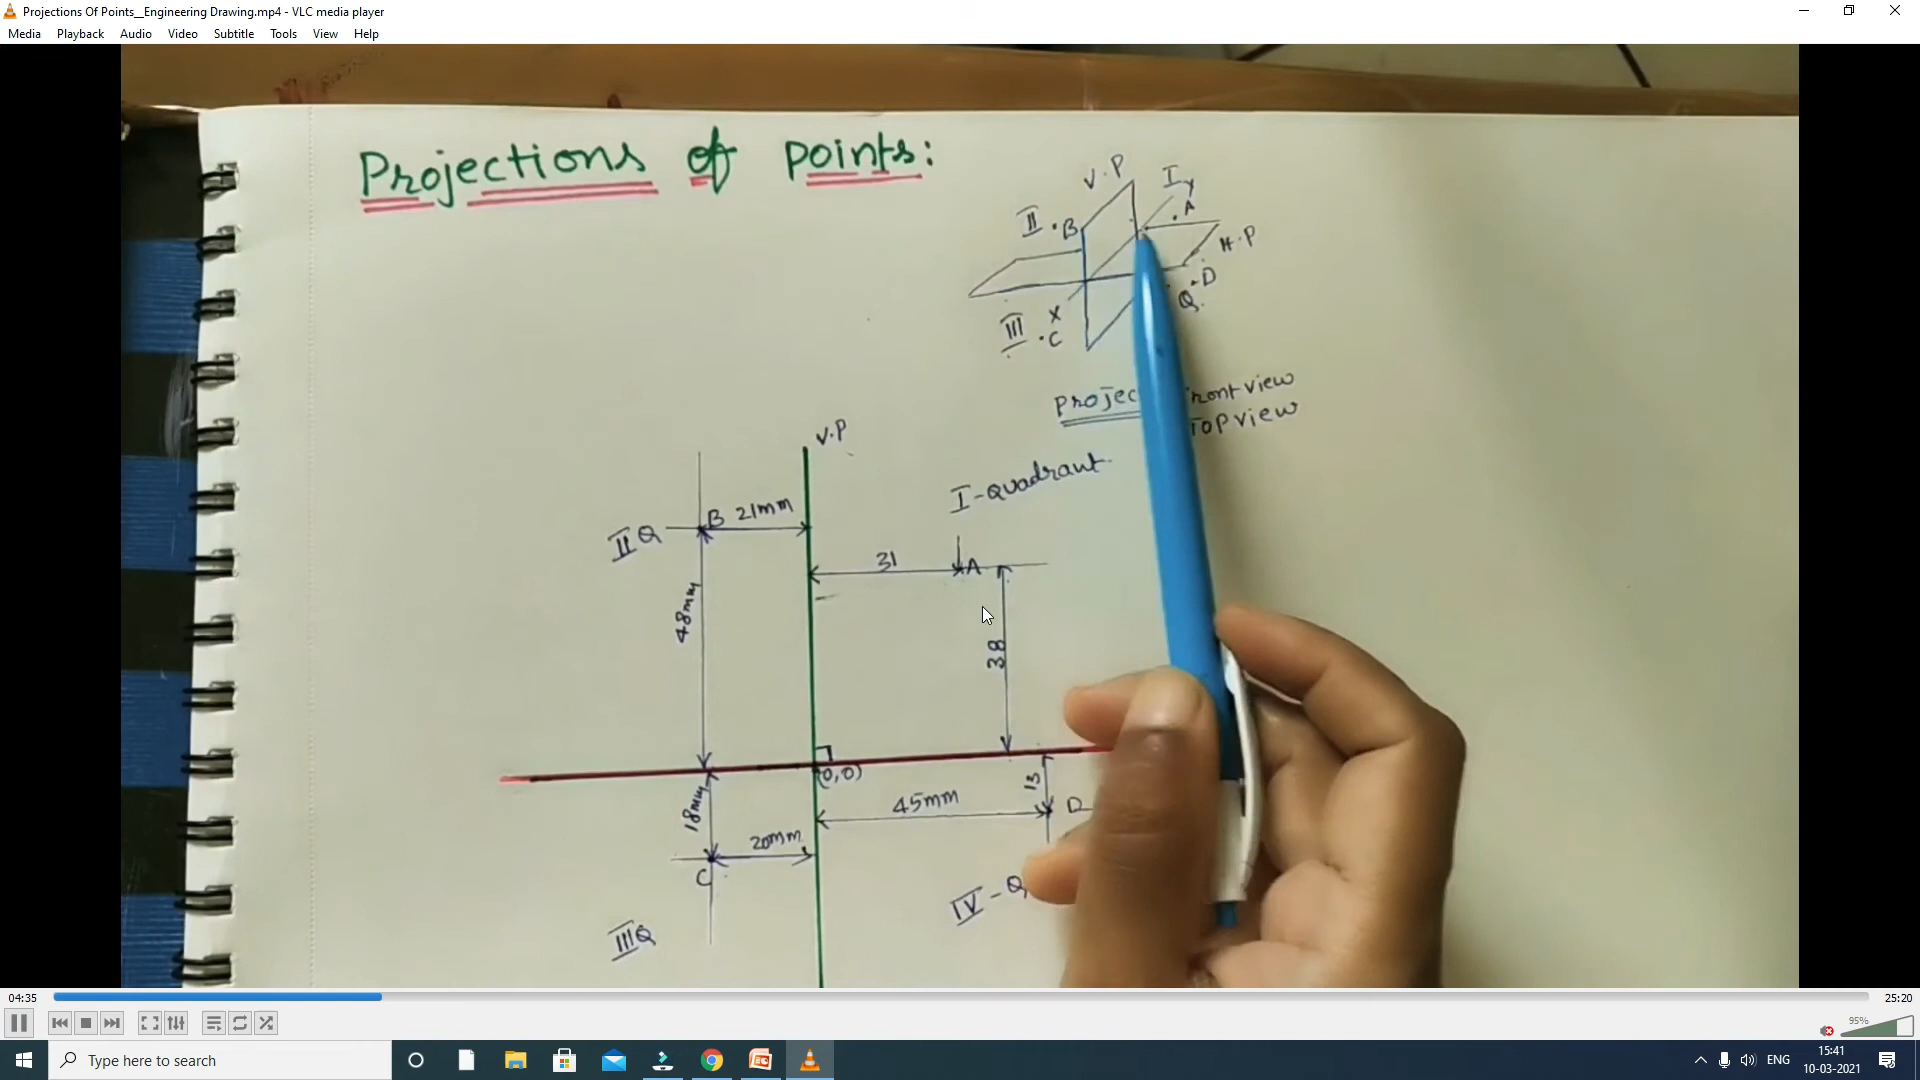 Projections Of Points__Engineering Drawing.mp4 - VLC media player
Media Playback Audio Video Subtitle Tools View Help
Projections of points:
V.P
I
Y
A
II
B
H.P
D
Q
X
III
C
Projec
Front view
TOP view
V.P
I-Quadrant
B 21mm
II Q
31
A
48mm
38
(0,0)
13
18mm
45mm
D
20mm
C
IV - Q
III Q
04:35
25:20
95%
Type here to search
ENG
15:41
10-03-2021